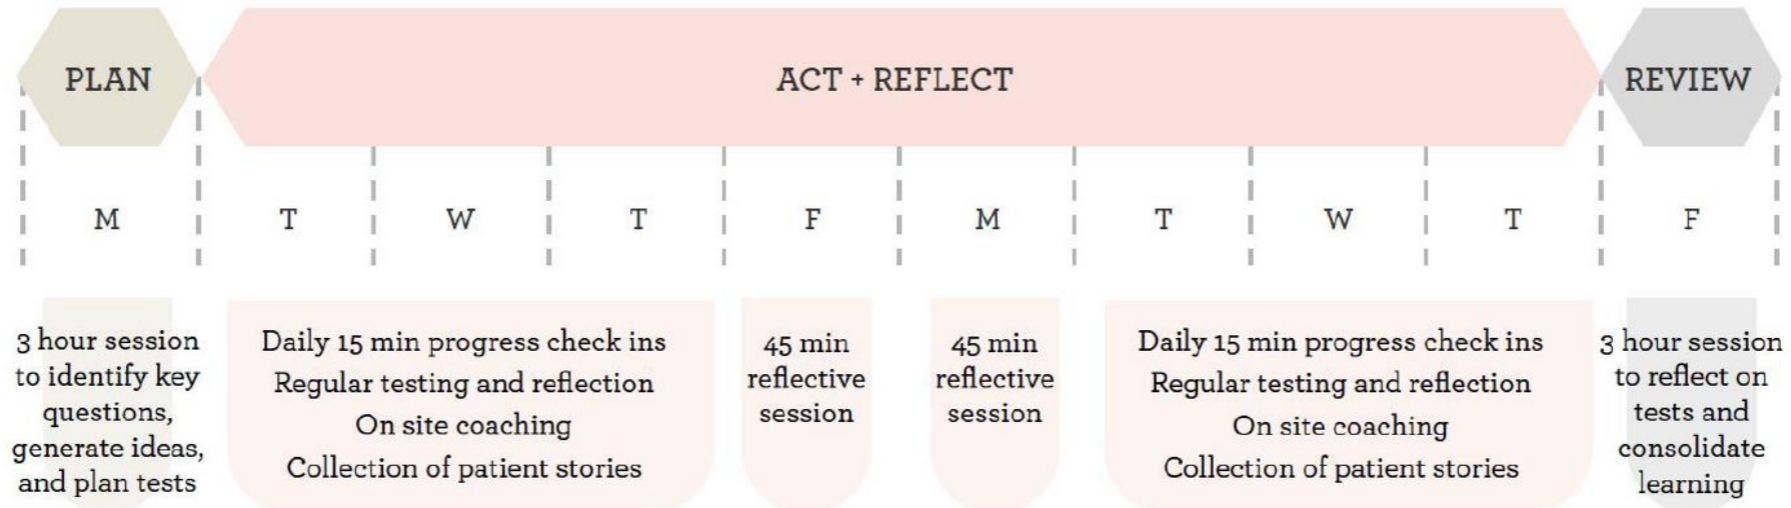 PLAN
ACT + REFLECT
REVIEW
M
T
W
T
F
M
T
W
T
F
3 hour session
to identify key
questions,
generate ideas,
and plan tests
Daily 15 min progress check ins
Regular testing and reflection
On site coaching
Collection of patient stories
45 min
reflective
session
45 min
reflective
session
Daily 15 min progress check ins
Regular testing and reflection
On site coaching
Collection of patient stories
3 hour session
to reflect on
tests and
consolidate
learning